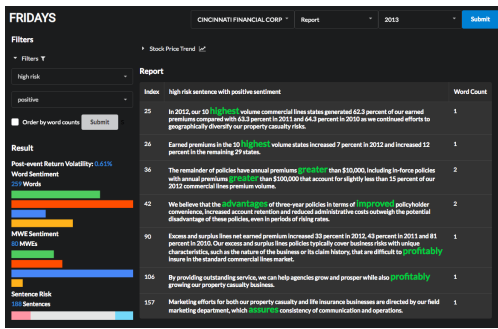 FRIDAYS
CINCINNATI FINANCIAL CORP
Report
2013
Submit
Filters
Filters
high risk
positive
Order by word counts
Submit
Result
Post-event Return Volatility: 0.61%
Word Sentiment
259 Words
MWE Sentiment
80 MWEs
Sentence Risk
188 Sentences
Stock Price Trend
Report
Index high risk sentence with positive sentiment Word Count
25 In 2012, our 10 highest volume commercial lines states generated 62.3 percent of our earned 1
premiums compared with 63.3 percent in 2011 and 64.3 percent in 2010 as we continued efforts to
geographically diversify our property casualty risks.
26 Earned premiums in the 10 highest volume states increased 7 percent in 2012 and increased 12 1
percent in the remaining 29 states.
36 The remainder of policies have annual premiums greater than $10,000, including in-force policies 2
with annual premiums greater than $100,000 that account for slightly less than 15 percent of our
2012 commercial lines premium volume.
42 We believe that the advantages of three-year policies in terms of improved policyholder 2
convenience, increased account retention and reduced administrative costs outweigh the potential
disadvantage of these policies, even in periods of rising rates.
90 Excess and surplus lines net earned premium increased 33 percent in 2012, 43 percent in 2011 and 1
81 percent in 2010. Our excess and surplus lines policies typically cover business risks with unique
characteristics, such as the nature of the business or its claim history, that are difficult to profitably
insure in the standard commercial lines market.
106 By providing outstanding service, we can help agencies grow and prosper while also profitably 1
growing our property casualty business.
157 Marketing efforts for both our property casualty and life insurance businesses are directed by our field 1
marketing department, which assures consistency of communication and operations.